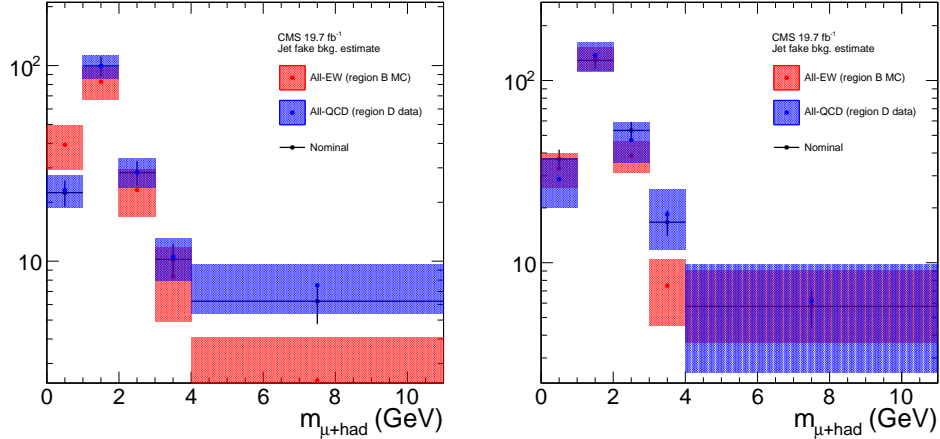 CMS 19.7 fb⁻¹
Jet fake bkg. estimate
All-EW (region B MC)
All-QCD (region D data)
Nominal
10²
10
0 2 4 6 8 10
m_μ+had (GeV)
CMS 19.7 fb⁻¹
Jet fake bkg. estimate
All-EW (region B MC)
All-QCD (region D data)
Nominal
10²
10
0 2 4 6 8 10
m_μ+had (GeV)